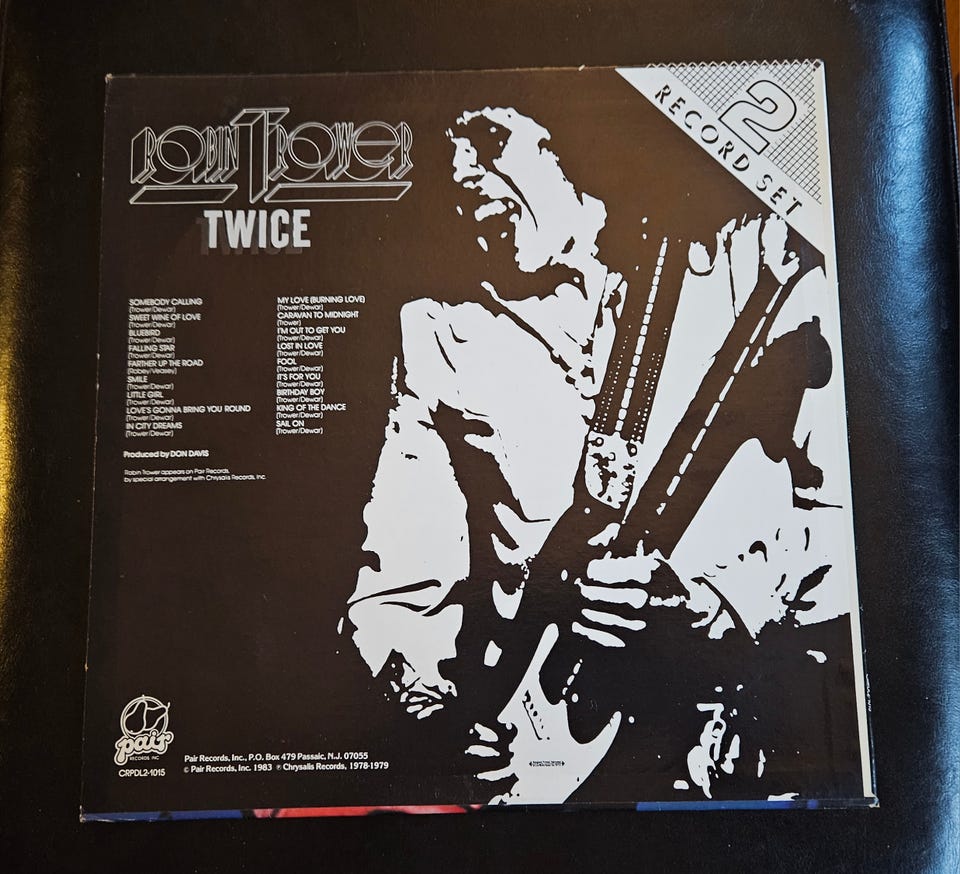 ROBIN TROWER
TWICE
2
RECORD SET
SOMEBODY CALLING
(Trower/Dewar)
SWEET WINE OF LOVE
(Trower/Dewar)
BLUEBIRD
(Trower/Dewar)
FALLING STAR
(Trower/Dewar)
FARTHER UP THE ROAD
(Robey/Veasey)
SMILE
(Trower/Dewar)
LITTLE GIRL
(Trower/Dewar)
LOVE'S GONNA BRING YOU ROUND
(Trower/Dewar)
IN CITY DREAMS
(Trower/Dewar)
MY LOVE (BURNING LOVE)
(Trower/Dewar)
CARAVAN TO MIDNIGHT
(Trower)
I'M OUT TO GET YOU
(Trower/Dewar)
LOST IN LOVE
(Trower/Dewar)
FOOL
(Trower/Dewar)
IT'S FOR YOU
(Trower/Dewar)
BIRTHDAY BOY
(Trower/Dewar)
KING OF THE DANCE
(Trower/Dewar)
SAIL ON
(Trower/Dewar)
Produced by DON DAVIS
Robin Trower appears on Pair Records,
by special arrangement with Chrysalis Records, Inc.
pair
RECORDS INC
CRPDL2-1015
Pair Records, Inc., P.O. Box 479 Passaic, N.J. 07055
© Pair Records, Inc. 1983 ℗ Chrysalis Records, 1978-1979